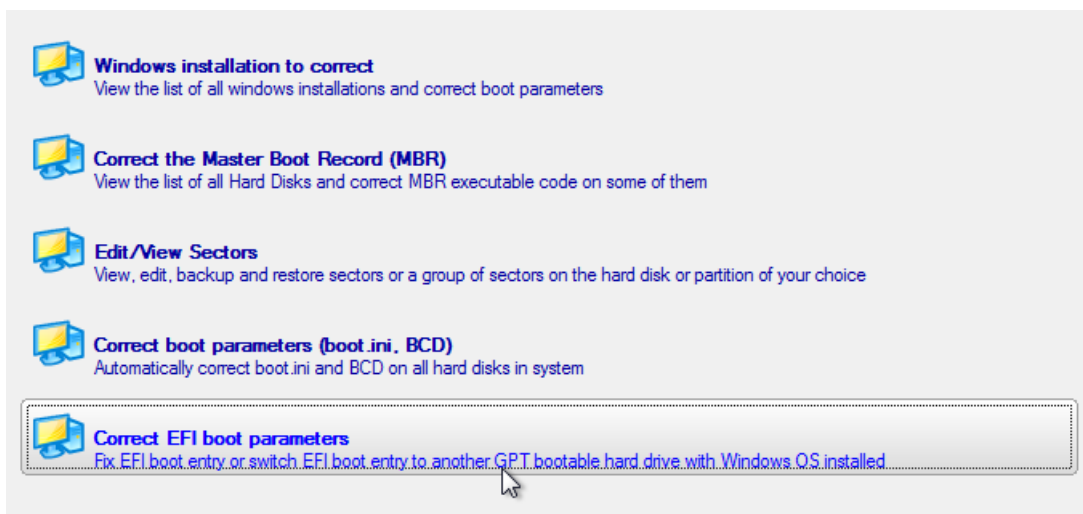 Windows installation to correct
View the list of all windows installations and correct boot parameters
Correct the Master Boot Record (MBR)
View the list of all Hard Disks and correct MBR executable code on some of them
Edit/View Sectors
View, edit, backup and restore sectors or a group of sectors on the hard disk or partition of your choice
Correct boot parameters (boot.ini, BCD)
Automatically correct boot.ini and BCD on all hard disks in system
Correct EFI boot parameters
Fix EFI boot entry or switch EFI boot entry to another GPT bootable hard drive with Windows OS installed